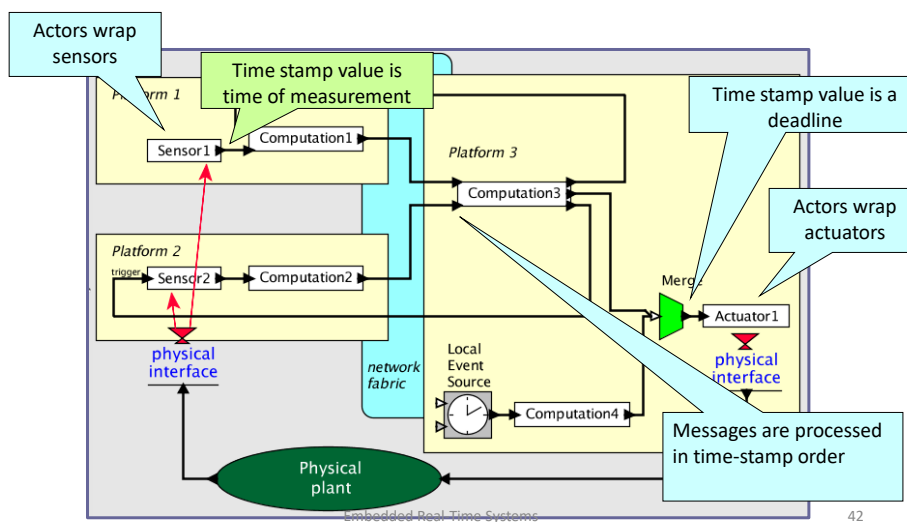 Actors wrap
sensors
Time stamp value is
time of measurement
Time stamp value is a
deadline
Platform 1
Sensor1
Computation1
Platform 3
Computation3
Actors wrap
actuators
Platform 2
trigger
Sensor2
Computation2
Merge
Actuator1
physical
interface
network
fabric
Local
Event
Source
Computation4
physical
interface
Messages are processed
in time-stamp order
Physical
plant
Embedded Real-Time Systems
42